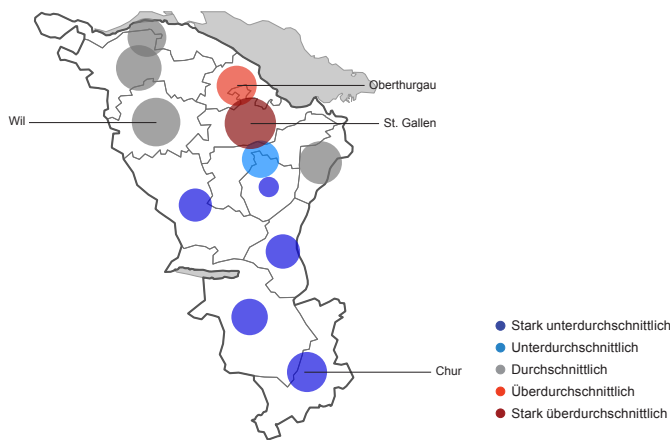 Oberthurgau
Wil
St. Gallen
Chur
Stark unterdurchschnittlich
Unterdurchschnittlich
Durchschnittlich
Überdurchschnittlich
Stark überdurchschnittlich